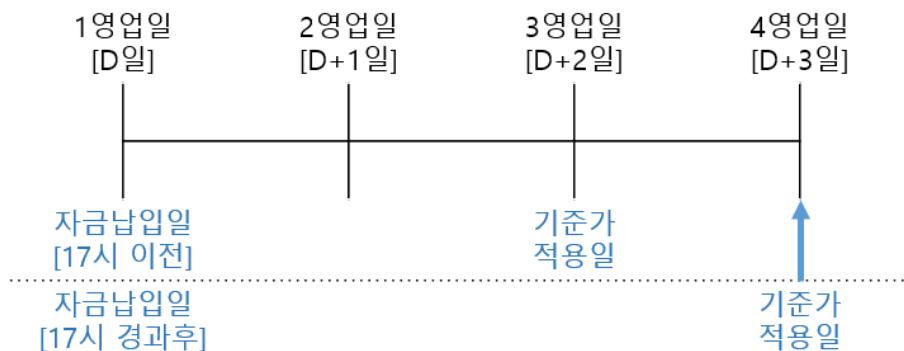 1영업일 2영업일 3영업일 4영업일
[D일] [D+1일] [D+2일] [D+3일]
자금납입일 기준가
[17시 이전] 적용일
자금납입일 기준가
[17시 경과후] 적용일